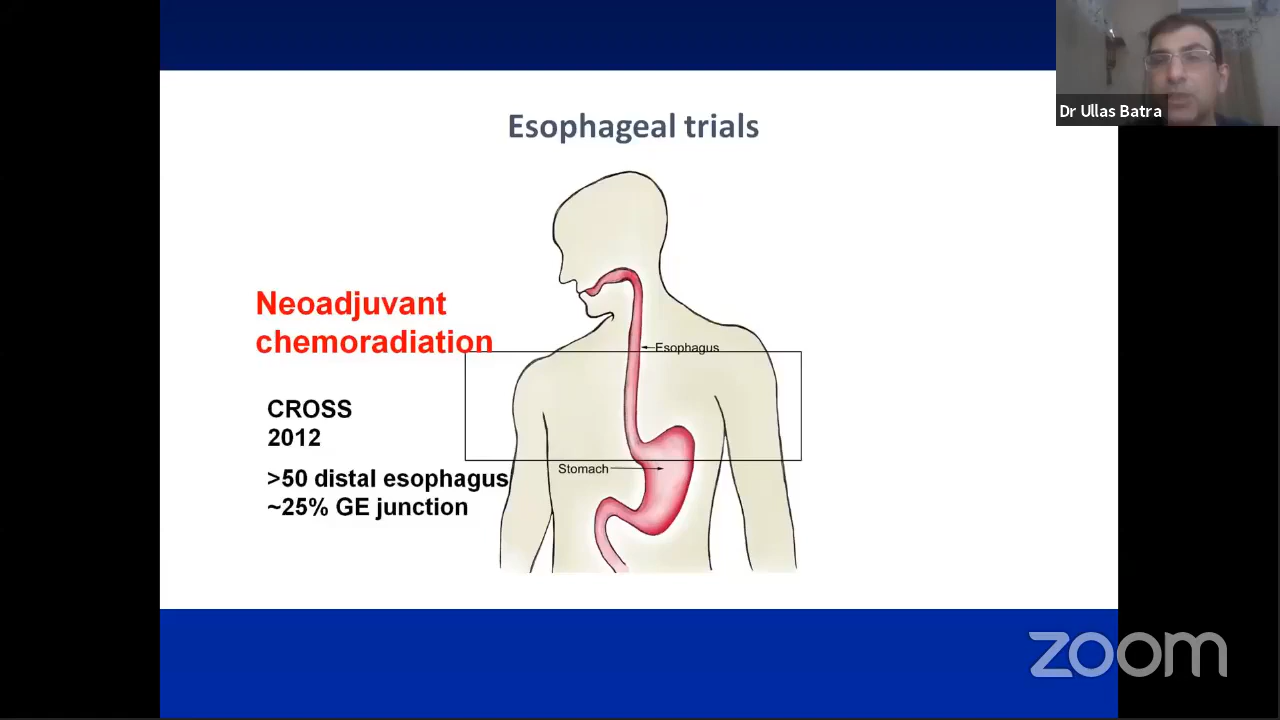 Dr Ullas Batra
Esophageal trials
Neoadjuvant
chemoradiation
Esophagus
CROSS
2012
Stomach
>50 distal esophagus
~25% GE junction
zoom